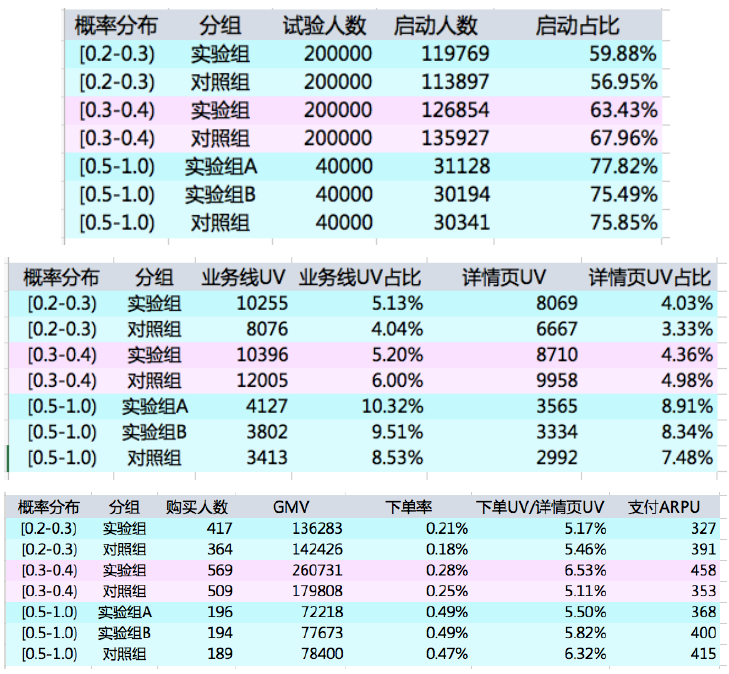 概率分布 分组 试验人数 启动人数 启动占比
[0.2-0.3) 实验组 200000 119769 59.88%
[0.2-0.3) 对照组 200000 113897 56.95%
[0.3-0.4) 实验组 200000 126854 63.43%
[0.3-0.4) 对照组 200000 135927 67.96%
[0.5-1.0) 实验组A 40000 31128 77.82%
[0.5-1.0) 实验组B 40000 30194 75.49%
[0.5-1.0) 对照组 40000 30341 75.85%
概率分布 分组 业务线UV 业务线UV占比 详情页UV 详情页UV占比
[0.2-0.3) 实验组 10255 5.13% 8069 4.03%
[0.2-0.3) 对照组 8076 4.04% 6667 3.33%
[0.3-0.4) 实验组 10396 5.20% 8710 4.36%
[0.3-0.4) 对照组 12005 6.00% 9958 4.98%
[0.5-1.0) 实验组A 4127 10.32% 3565 8.91%
[0.5-1.0) 实验组B 3802 9.51% 3334 8.34%
[0.5-1.0) 对照组 3413 8.53% 2992 7.48%
概率分布 分组 购买人数 GMV 下单率 下单UV/详情页UV 支付ARPU
[0.2-0.3) 实验组 417 136283 0.21% 5.17% 327
[0.2-0.3) 对照组 364 142426 0.18% 5.46% 391
[0.3-0.4) 实验组 569 260731 0.28% 6.53% 458
[0.3-0.4) 对照组 509 179808 0.25% 5.11% 353
[0.5-1.0) 实验组A 196 72218 0.49% 5.50% 368
[0.5-1.0) 实验组B 194 77673 0.49% 5.82% 400
[0.5-1.0) 对照组 189 78400 0.47% 6.32% 415